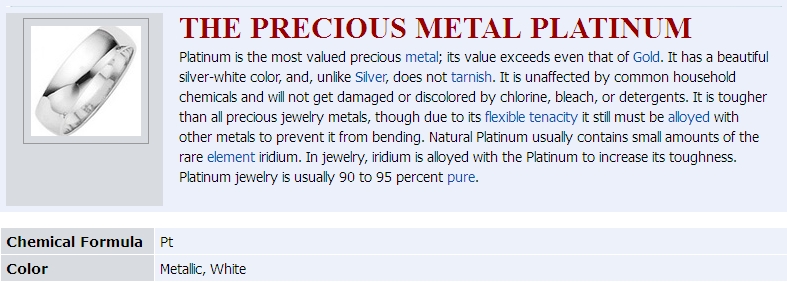 THE PRECIOUS METAL PLATINUM
Platinum is the most valued precious metal; its value exceeds even that of Gold. It has a beautiful
silver-white color, and, unlike Silver, does not tarnish. It is unaffected by common household
chemicals and will not get damaged or discolored by chlorine, bleach, or detergents. It is tougher
than all precious jewelry metals, though due to its flexible tenacity it still must be alloyed with
other metals to prevent it from bending. Natural Platinum usually contains small amounts of the
rare element iridium. In jewelry, iridium is alloyed with the Platinum to increase its toughness.
Platinum jewelry is usually 90 to 95 percent pure.
Chemical Formula Pt
Color Metallic, White